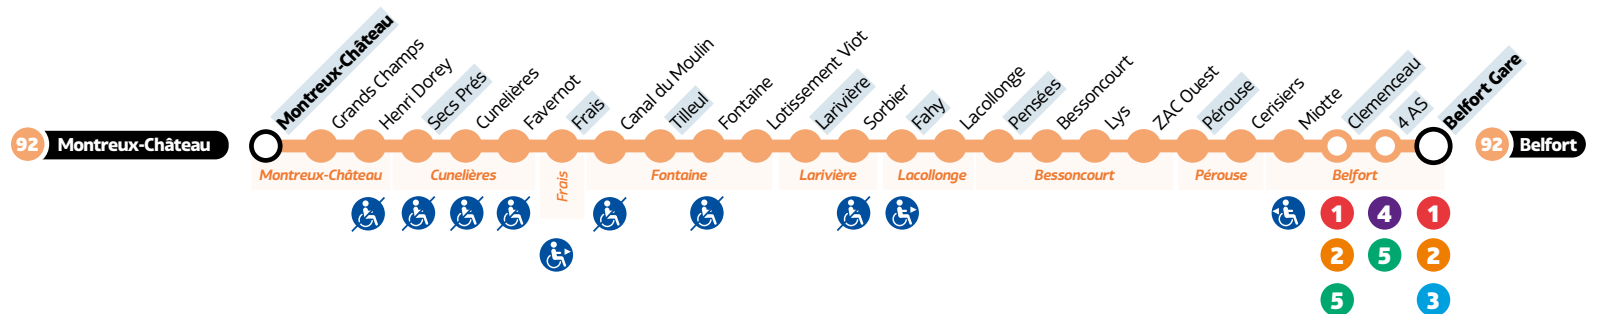 92 Montreux-Château
Montreux-Château
Grands Champs
Henri Dorey
Secs Prés
Cunelières
Favernot
Frais
Canal du Moulin
Tilleul
Fontaine
Lotissement Viot
Larivière
Sorbier
Fahy
Lacollonge
Pensées
Bessoncourt
Lys
ZAC Ouest
Pérouse
Cerisiers
Miotte
Clemenceau
4 AS
Belfort Gare
92 Belfort
Montreux-Château
Cunelières
Frais
Fontaine
Larivière
Lacollonge
Bessoncourt
Pérouse
Belfort
1 4 1
2 5 2
5 3